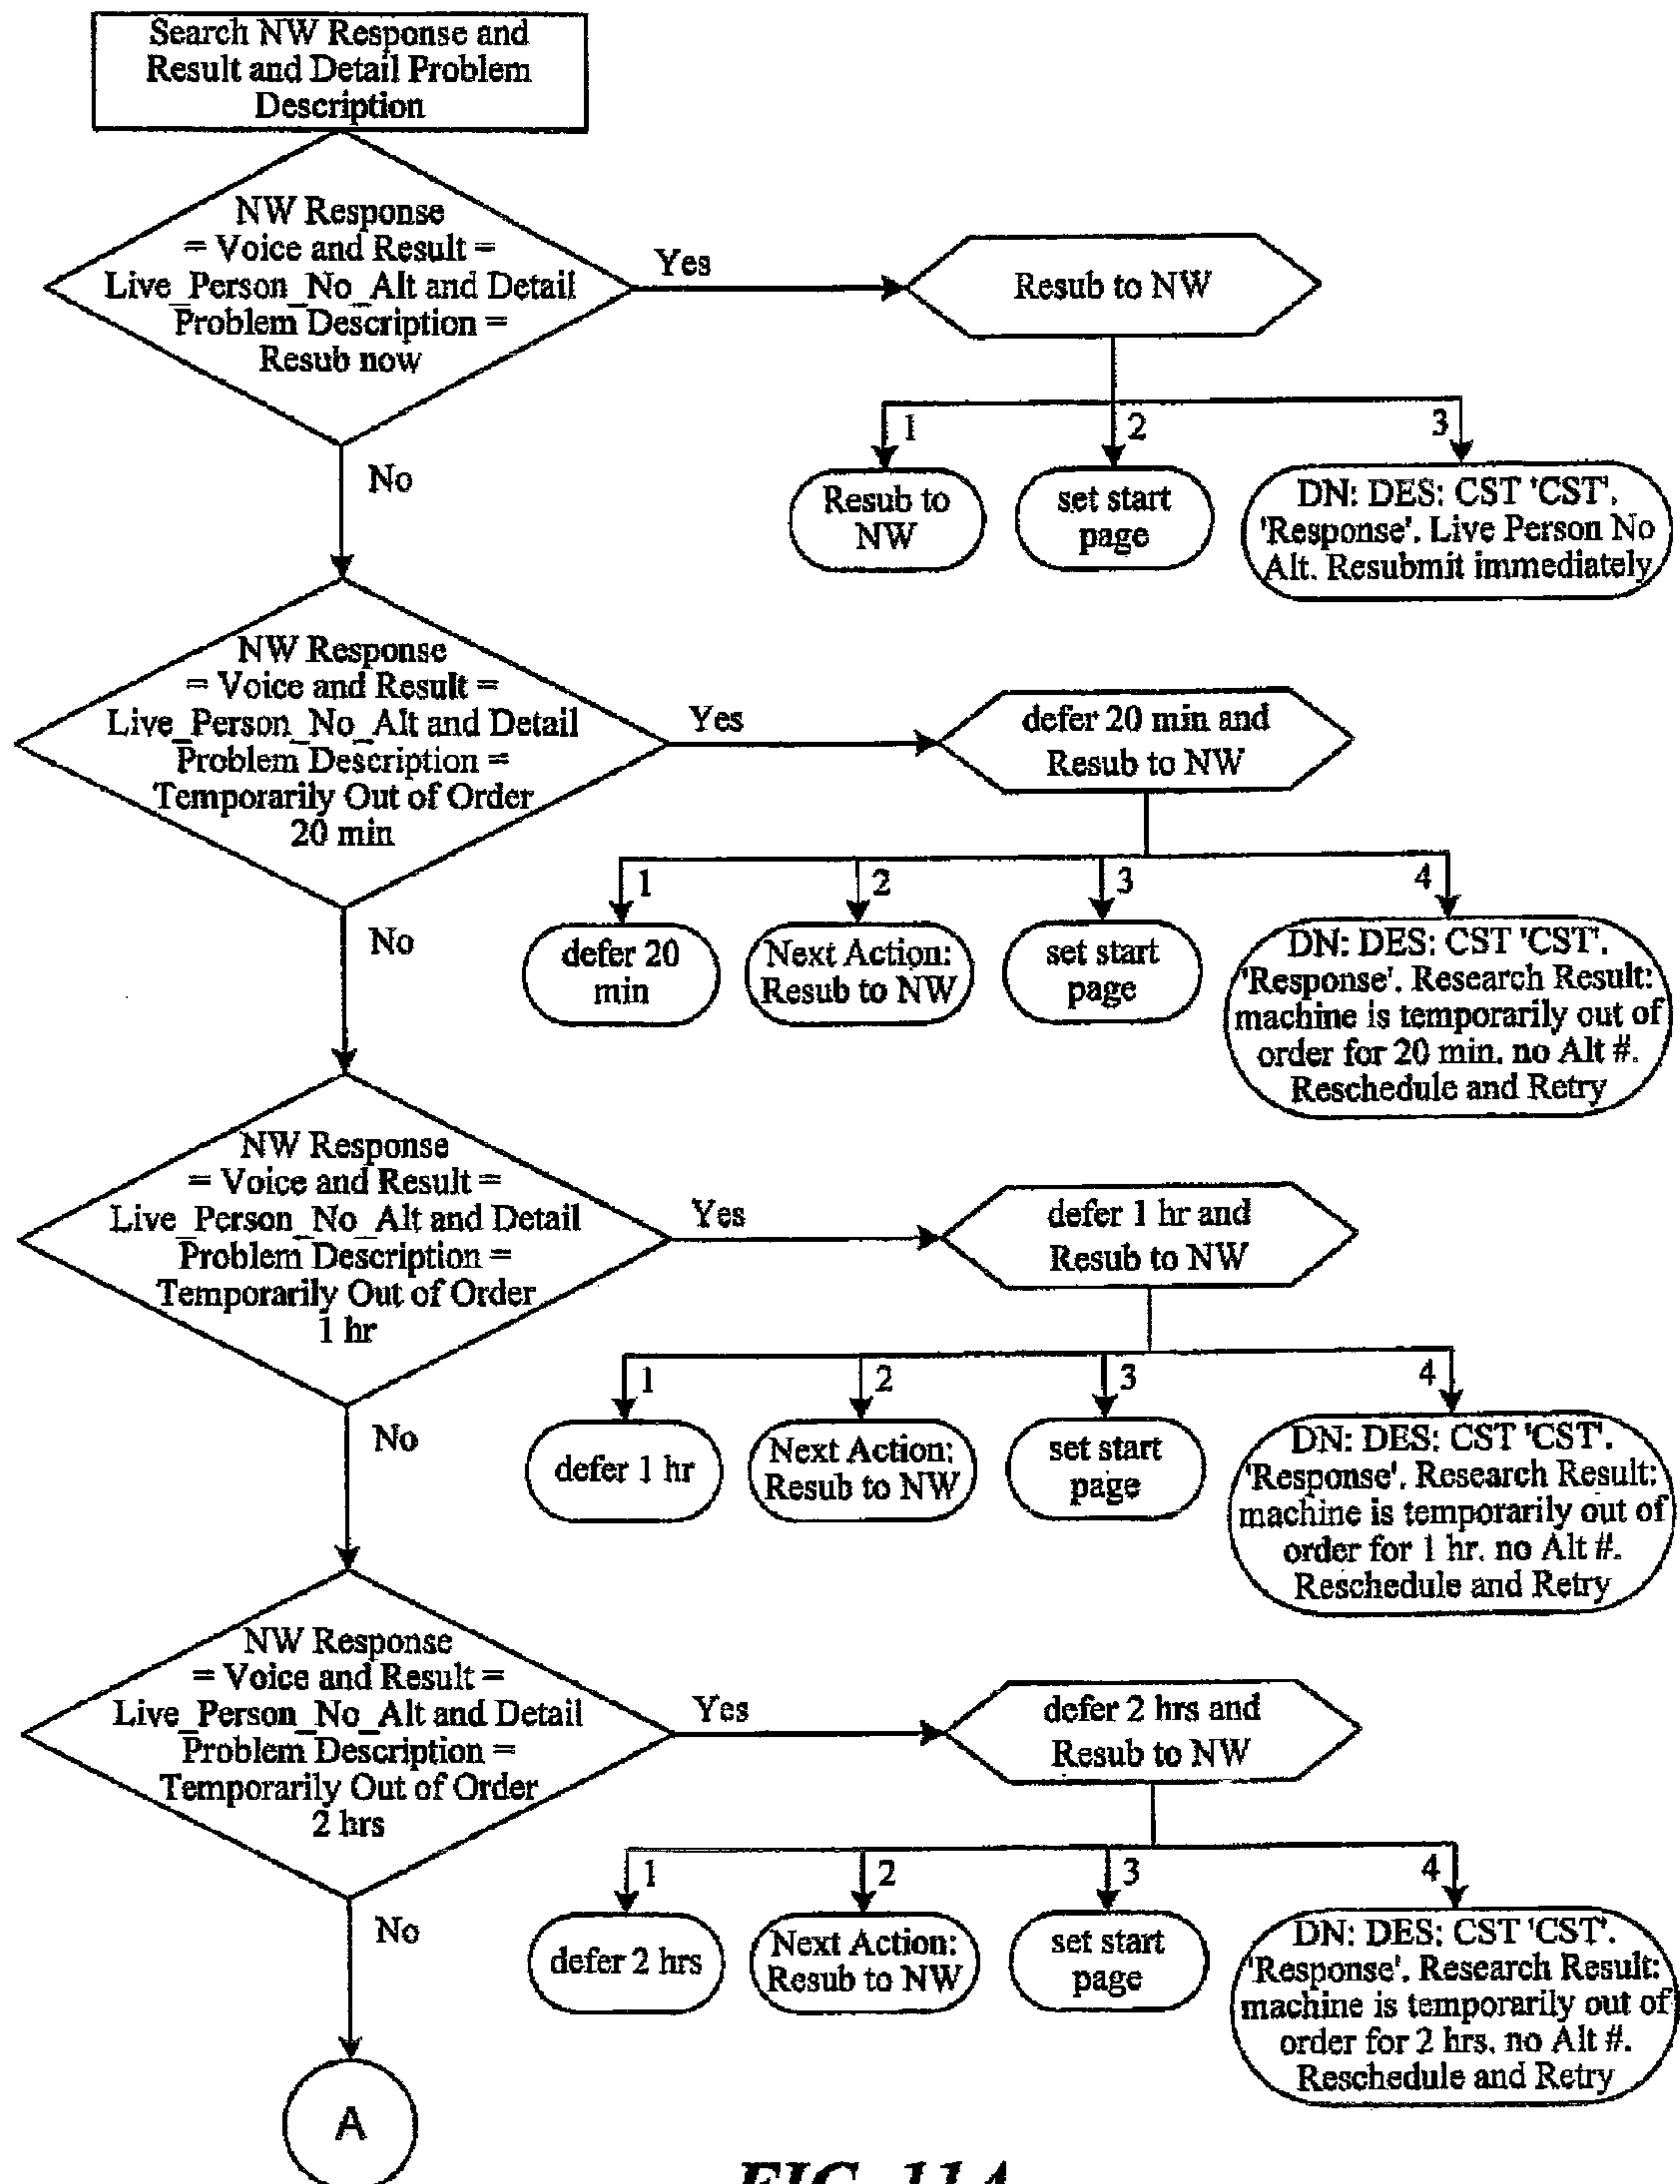 Search NW Response and
Result and Detail Problem
Description
NW Response
= Voice and Result =
Live_Person_No_Alt and Detail
Problem Description =
Resub now
Yes
Resub to NW
1
2
3
Resub to
NW
set start
page
DN: DES: CST 'CST'.
'Response'. Live Person No
Alt. Resubmit immediately
No
NW Response
= Voice and Result =
Live_Person_No_Alt and Detail
Problem Description =
Temporarily Out of Order
20 min
Yes
defer 20 min and
Resub to NW
1
2
3
4
defer 20
min
Next Action:
Resub to NW
set start
page
DN: DES: CST 'CST'.
'Response'. Research Result:
machine is temporarily out of
order for 20 min. no Alt #.
Reschedule and Retry
No
NW Response
= Voice and Result =
Live_Person_No_Alt and Detail
Problem Description =
Temporarily Out of Order
1 hr
Yes
defer 1 hr and
Resub to NW
1
2
3
4
defer 1 hr
Next Action:
Resub to NW
set start
page
DN: DES: CST 'CST'.
'Response'. Research Result:
machine is temporarily out of
order for 1 hr. no Alt #.
Reschedule and Retry
No
NW Response
= Voice and Result =
Live_Person_No_Alt and Detail
Problem Description =
Temporarily Out of Order
2 hrs
Yes
defer 2 hrs and
Resub to NW
1
2
3
4
defer 2 hrs
Next Action:
Resub to NW
set start
page
DN: DES: CST 'CST'.
'Response'. Research Result:
machine is temporarily out of
order for 2 hrs. no Alt #.
Reschedule and Retry
No
A
FIG. 11A